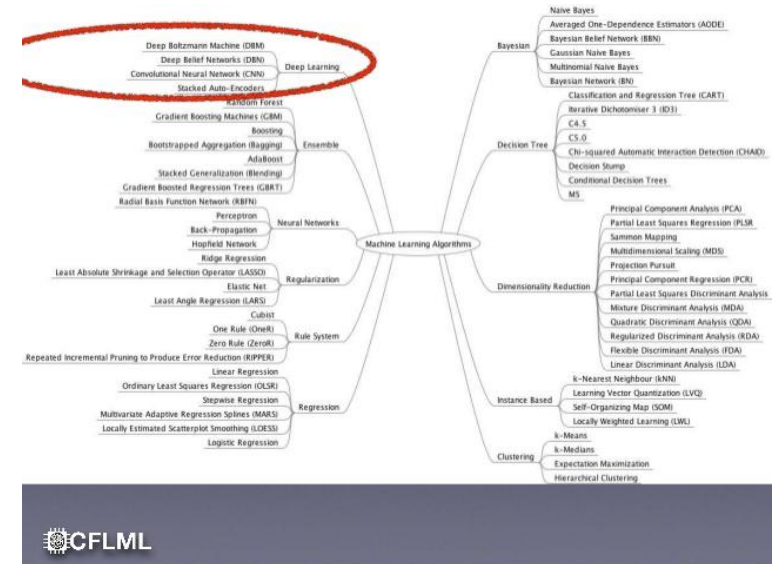 Deep Boltzmann Machine (DBM)
Deep Belief Networks (DBN)
Convolutional Neural Network (CNN)
Stacked Auto-Encoders
Deep Learning
Random Forest
Gradient Boosting Machines (GBM)
Boosting
Bootstrapped Aggregation (Bagging)
AdaBoost
Stacked Generalization (Blending)
Gradient Boosted Regression Trees (GBRT)
Ensemble
Radial Basis Function Network (RBFN)
Perceptron
Back-Propagation
Hopfield Network
Neural Networks
Ridge Regression
Least Absolute Shrinkage and Selection Operator (LASSO)
Elastic Net
Least Angle Regression (LARS)
Regularization
Cubist
One Rule (OneR)
Zero Rule (ZeroR)
Repeated Incremental Pruning to Produce Error Reduction (RIPPER)
Rule System
Linear Regression
Ordinary Least Squares Regression (OLSR)
Stepwise Regression
Multivariate Adaptive Regression Splines (MARS)
Locally Estimated Scatterplot Smoothing (LOESS)
Logistic Regression
Regression
Machine Learning Algorithms
Bayesian
Naive Bayes
Averaged One-Dependence Estimators (AODE)
Bayesian Belief Network (BBN)
Gaussian Naive Bayes
Multinomial Naive Bayes
Bayesian Network (BN)
Decision Tree
Classification and Regression Tree (CART)
Iterative Dichotomiser 3 (ID3)
C4.5
C5.0
Chi-squared Automatic Interaction Detection (CHAID)
Decision Stump
Conditional Decision Trees
M5
Dimensionality Reduction
Principal Component Analysis (PCA)
Partial Least Squares Regression (PLSR
Sammon Mapping
Multidimensional Scaling (MDS)
Projection Pursuit
Principal Component Regression (PCR)
Partial Least Squares Discriminant Analysis
Mixture Discriminant Analysis (MDA)
Quadratic Discriminant Analysis (QDA)
Regularized Discriminant Analysis (RDA)
Flexible Discriminant Analysis (FDA)
Linear Discriminant Analysis (LDA)
Instance Based
k-Nearest Neighbour (kNN)
Learning Vector Quantization (LVQ)
Self-Organizing Map (SOM)
Locally Weighted Learning (LWL)
Clustering
k-Means
k-Medians
Expectation Maximization
Hierarchical Clustering
CFLML